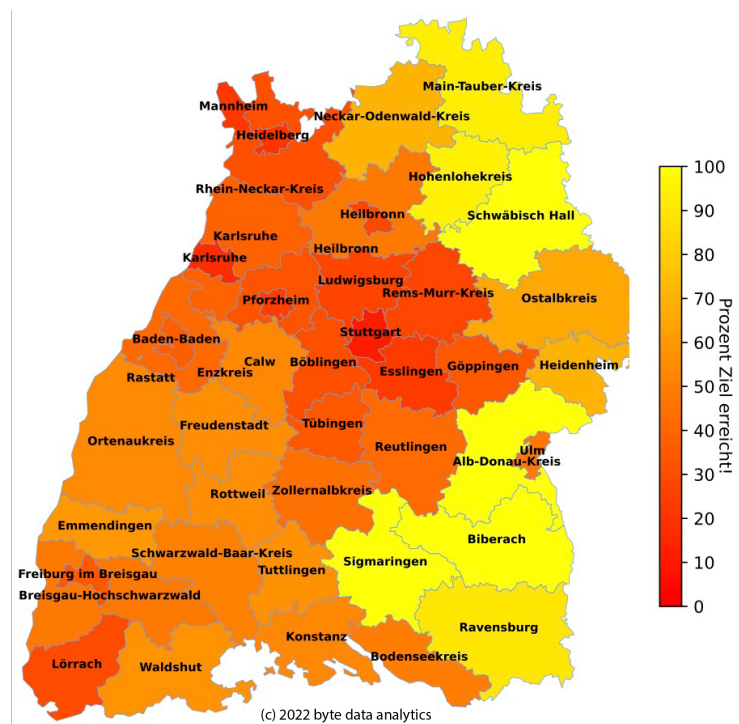 Main-Tauber-Kreis
Mannheim
Neckar-Odenwald-Kreis
Heidelberg
Hohenlohekreis
Rhein-Neckar-Kreis
Heilbronn
Schwäbisch Hall
Karlsruhe
Heilbronn
Karlsruhe
Ludwigsburg
Rems-Murr-Kreis
Pforzheim
Ostalbkreis
Stuttgart
Baden-Baden
Calw
Böblingen
Esslingen
Göppingen
Heidenheim
Rastatt
Enzkreis
Freudenstadt
Tübingen
Ortenaukreis
Reutlingen
Ulm
Alb-Donau-Kreis
Rottweil
Zollernalbkreis
Emmendingen
Biberach
Schwarzwald-Baar-Kreis
Sigmaringen
Freiburg im Breisgau
Tuttlingen
Breisgau-Hochschwarzwald
Ravensburg
Konstanz
Bodenseekreis
Lörrach
Waldshut
100
90
80
70
60
50
40
30
20
10
0
Prozent Ziel erreicht!
(c) 2022 byte data analytics